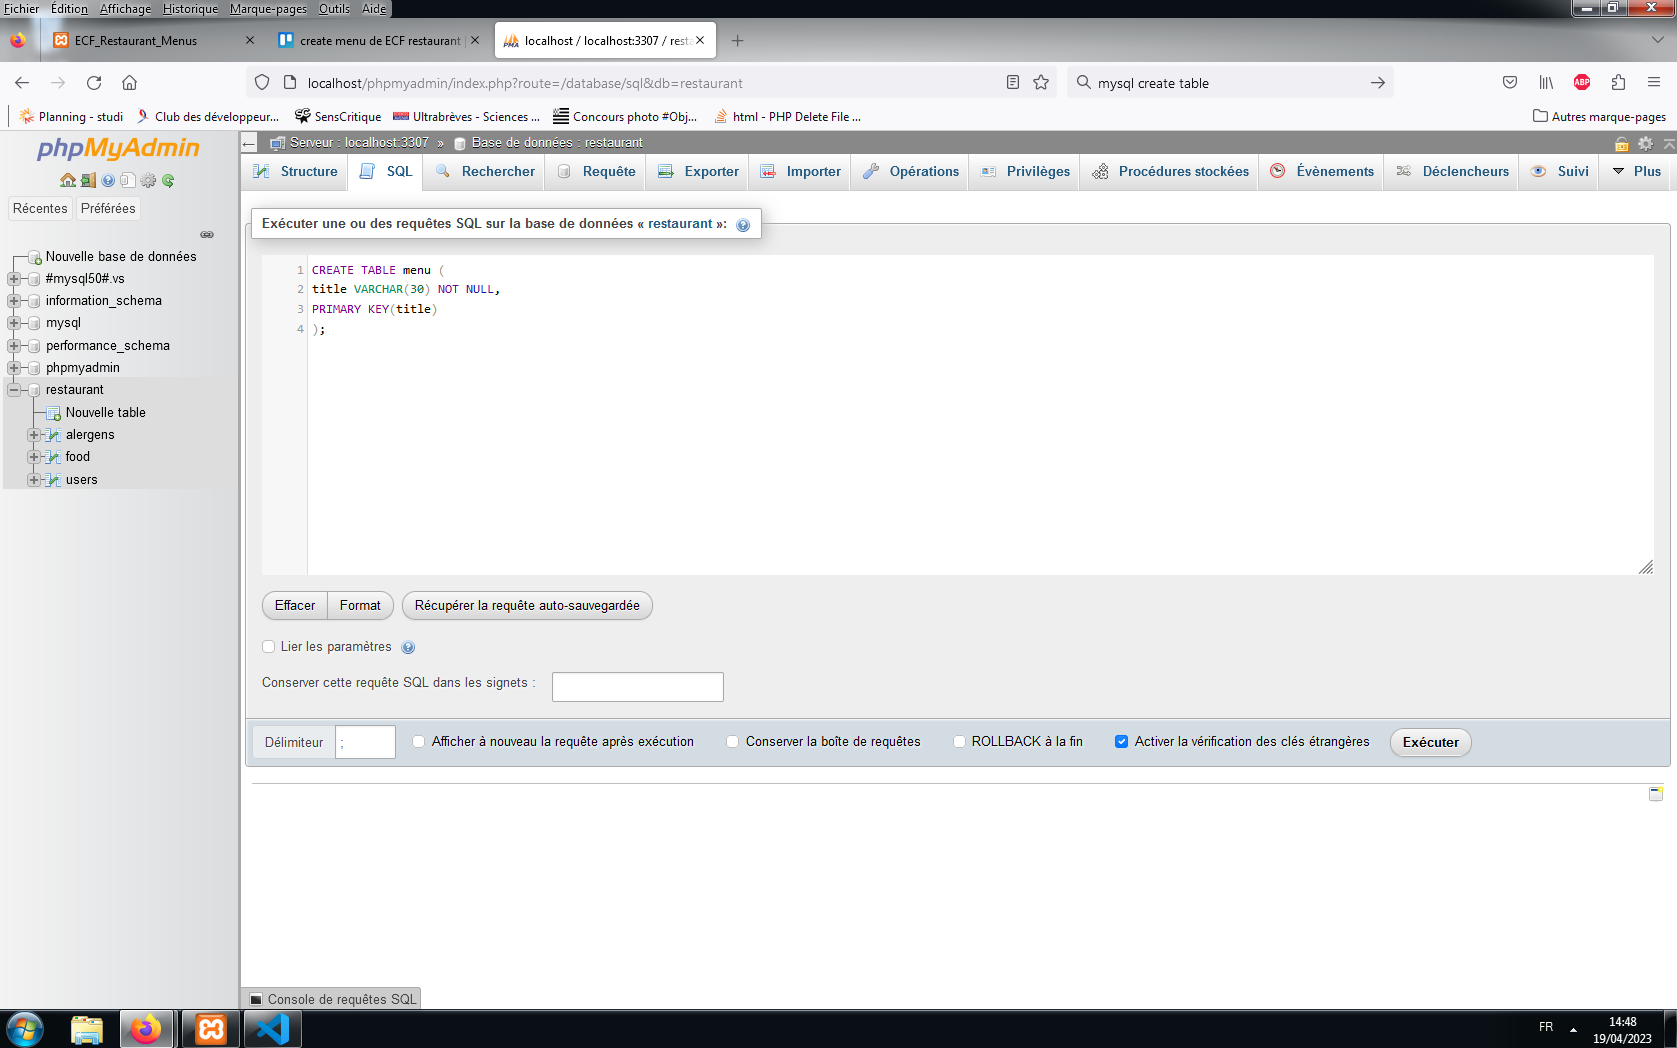 Fichier Édition Affichage Historique Marque-pages Outils Aide
ECF_Restaurant_Menus
create menu de ECF restaurant
localhost / localhost:3307 / resta
localhost/phpmyadmin/index.php?route=/database/sql&db=restaurant
mysql create table
ABP
Planning - studi
Club des développeur...
SensCritique
Ultrabrèves - Sciences ...
Concours photo #Obj...
html - PHP Delete File ...
Autres marque-pages
phpMyAdmin
Récentes Préférées
Nouvelle base de données
#mysql50#.vs
information_schema
mysql
performance_schema
phpmyadmin
restaurant
Nouvelle table
alergens
food
users
Serveur : localhost:3307 » Base de données : restaurant
Structure SQL Rechercher Requête Exporter Importer Opérations Privilèges Procédures stockées Évènements Déclencheurs Suivi Plus
Exécuter une ou des requêtes SQL sur la base de données « restaurant »:
1 CREATE TABLE menu (
2 title VARCHAR(30) NOT NULL,
3 PRIMARY KEY(title)
4 );
Effacer Format Récupérer la requête auto-sauvegardée
Lier les paramètres
Conserver cette requête SQL dans les signets :
Délimiteur ; Afficher à nouveau la requête après exécution Conserver la boîte de requêtes ROLLBACK à la fin Activer la vérification des clés étrangères Exécuter
Console de requêtes SQL
FR 14:48
19/04/2023